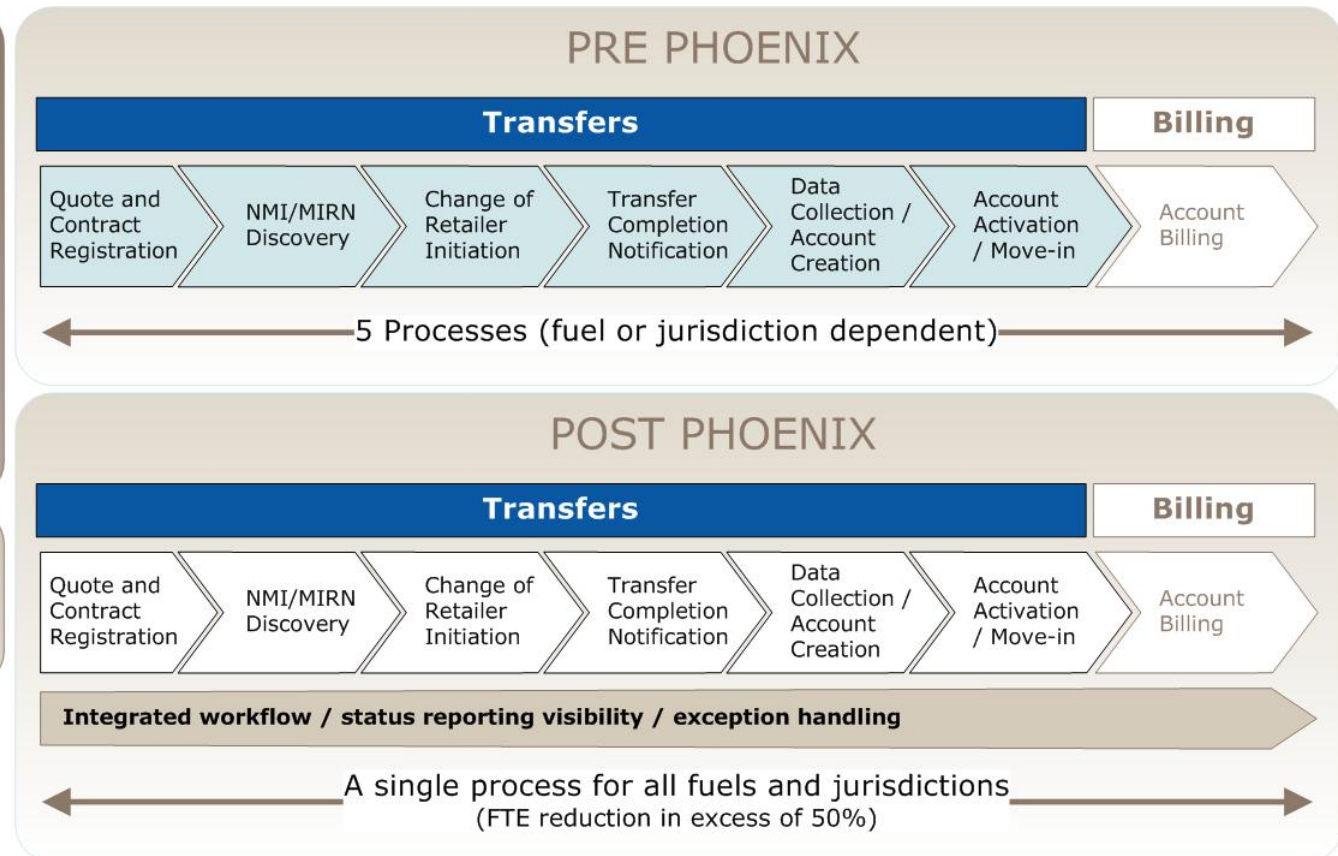 PRE PHOENIX
Transfers
Billing
Quote and
Contract
Registration
NMI/MIRN
Discovery
Change of
Retailer
Initiation
Transfer
Completion
Notification
Data
Collection /
Account
Creation
Account
Activation
/ Move-in
Account
Billing
5 Processes (fuel or jurisdiction dependent)
POST PHOENIX
Transfers
Billing
Quote and
Contract
Registration
NMI/MIRN
Discovery
Change of
Retailer
Initiation
Transfer
Completion
Notification
Data
Collection /
Account
Creation
Account
Activation
/ Move-in
Account
Billing
Integrated workflow / status reporting visibility / exception handling
A single process for all fuels and jurisdictions
(FTE reduction in excess of 50%)